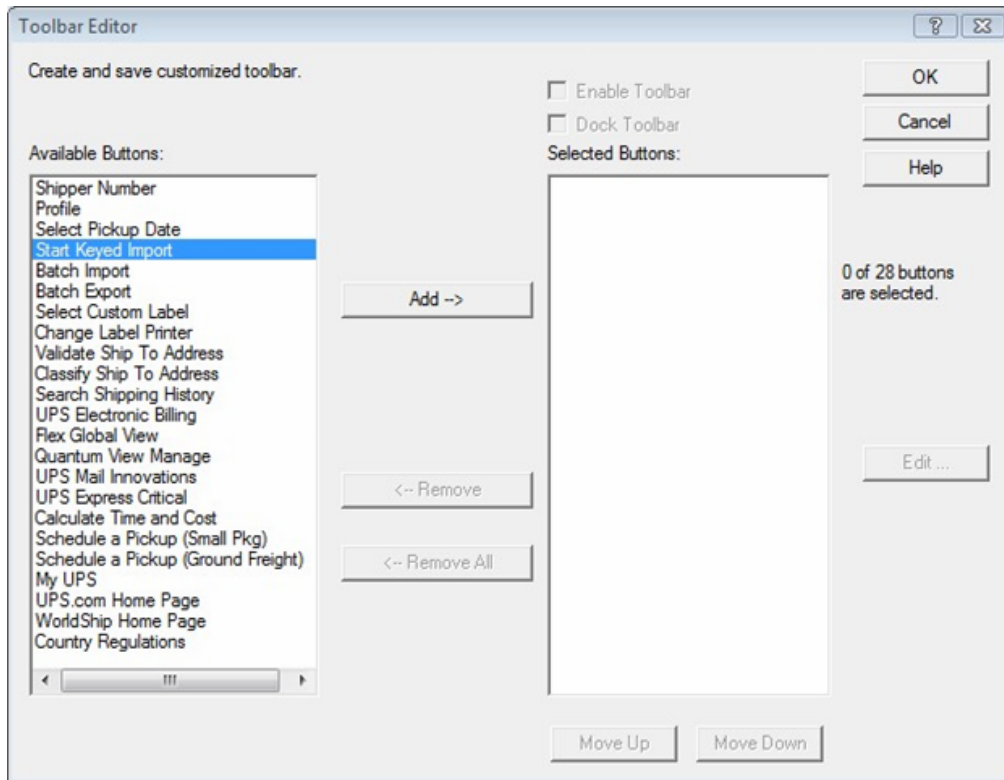 Toolbar Editor
Create and save customized toolbar.
Enable Toolbar
Dock Toolbar
OK
Cancel
Help
Available Buttons:
Shipper Number
Profile
Select Pickup Date
Start Keyed Import
Batch Import
Batch Export
Select Custom Label
Change Label Printer
Validate Ship To Address
Classify Ship To Address
Search Shipping History
UPS Electronic Billing
Flex Global View
Quantum View Manage
UPS Mail Innovations
UPS Express Critical
Calculate Time and Cost
Schedule a Pickup (Small Pkg)
Schedule a Pickup (Ground Freight)
My UPS
UPS.com Home Page
WorldShip Home Page
Country Regulations
Add -->
<-- Remove
<-- Remove All
Selected Buttons:
0 of 28 buttons
are selected.
Edit ...
Move Up
Move Down